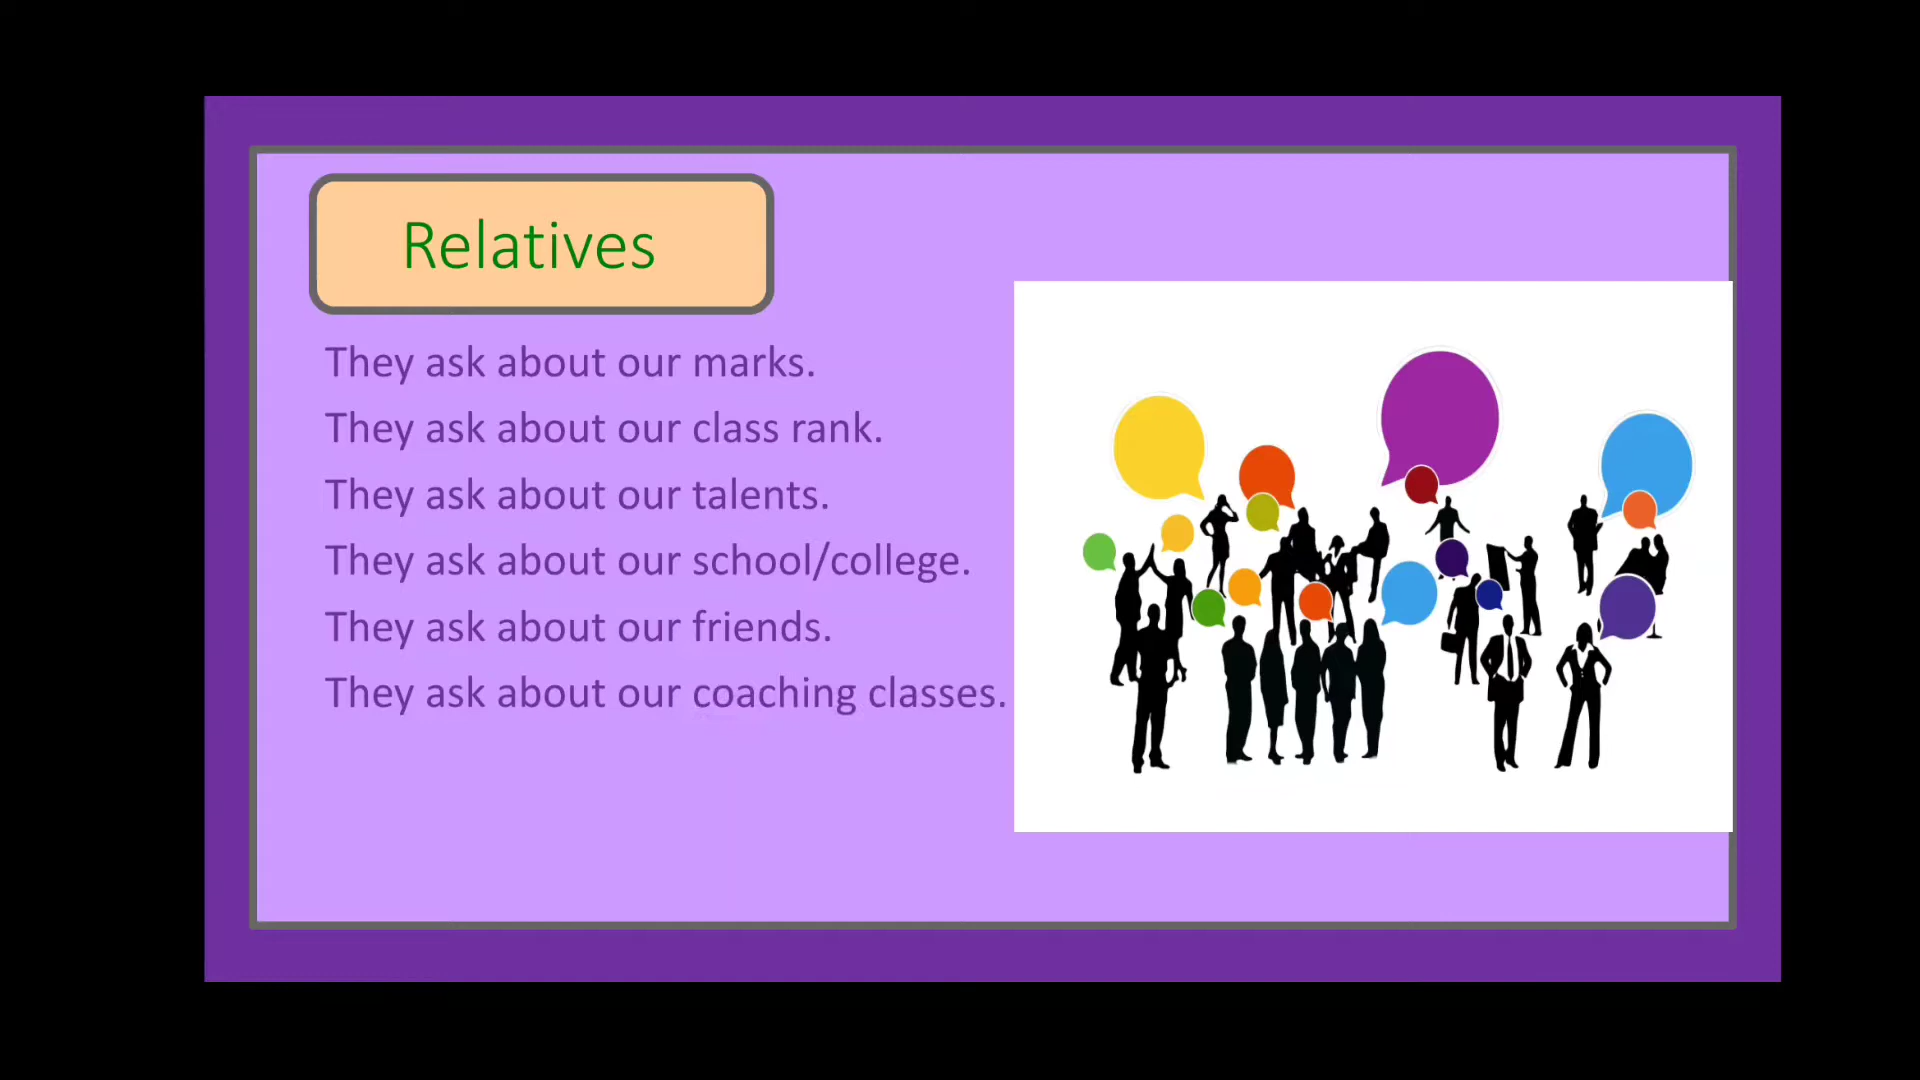 Relatives
They ask about our marks.
They ask about our class rank.
They ask about our talents.
They ask about our school/college.
They ask about our friends.
They ask about our coaching classes.